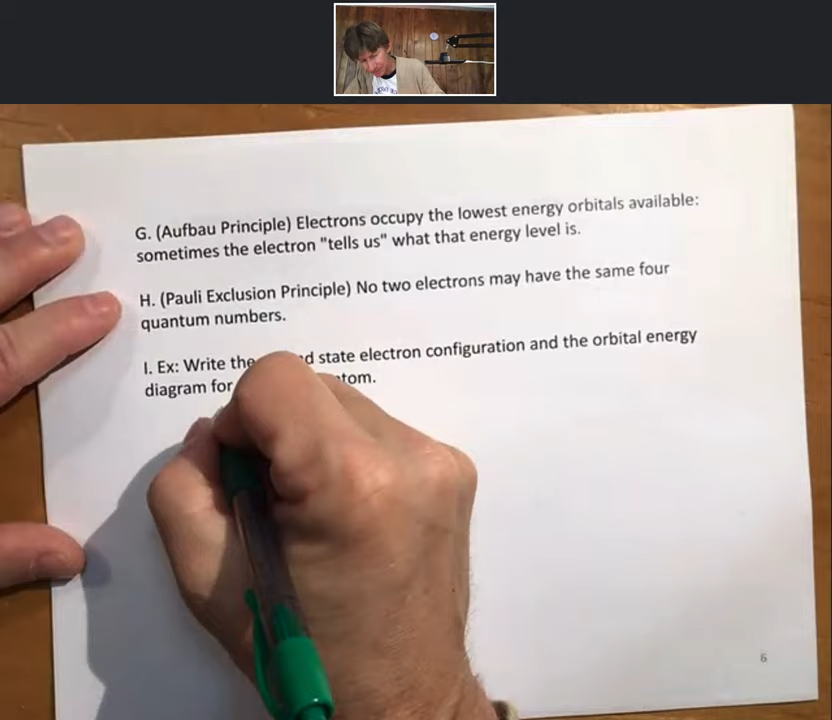 G. (Aufbau Principle) Electrons occupy the lowest energy orbitals available:
sometimes the electron "tells us" what that energy level is.
H. (Pauli Exclusion Principle) No two electrons may have the same four
quantum numbers.
I. Ex: Write the state electron configuration and the orbital energy
diagram for
6